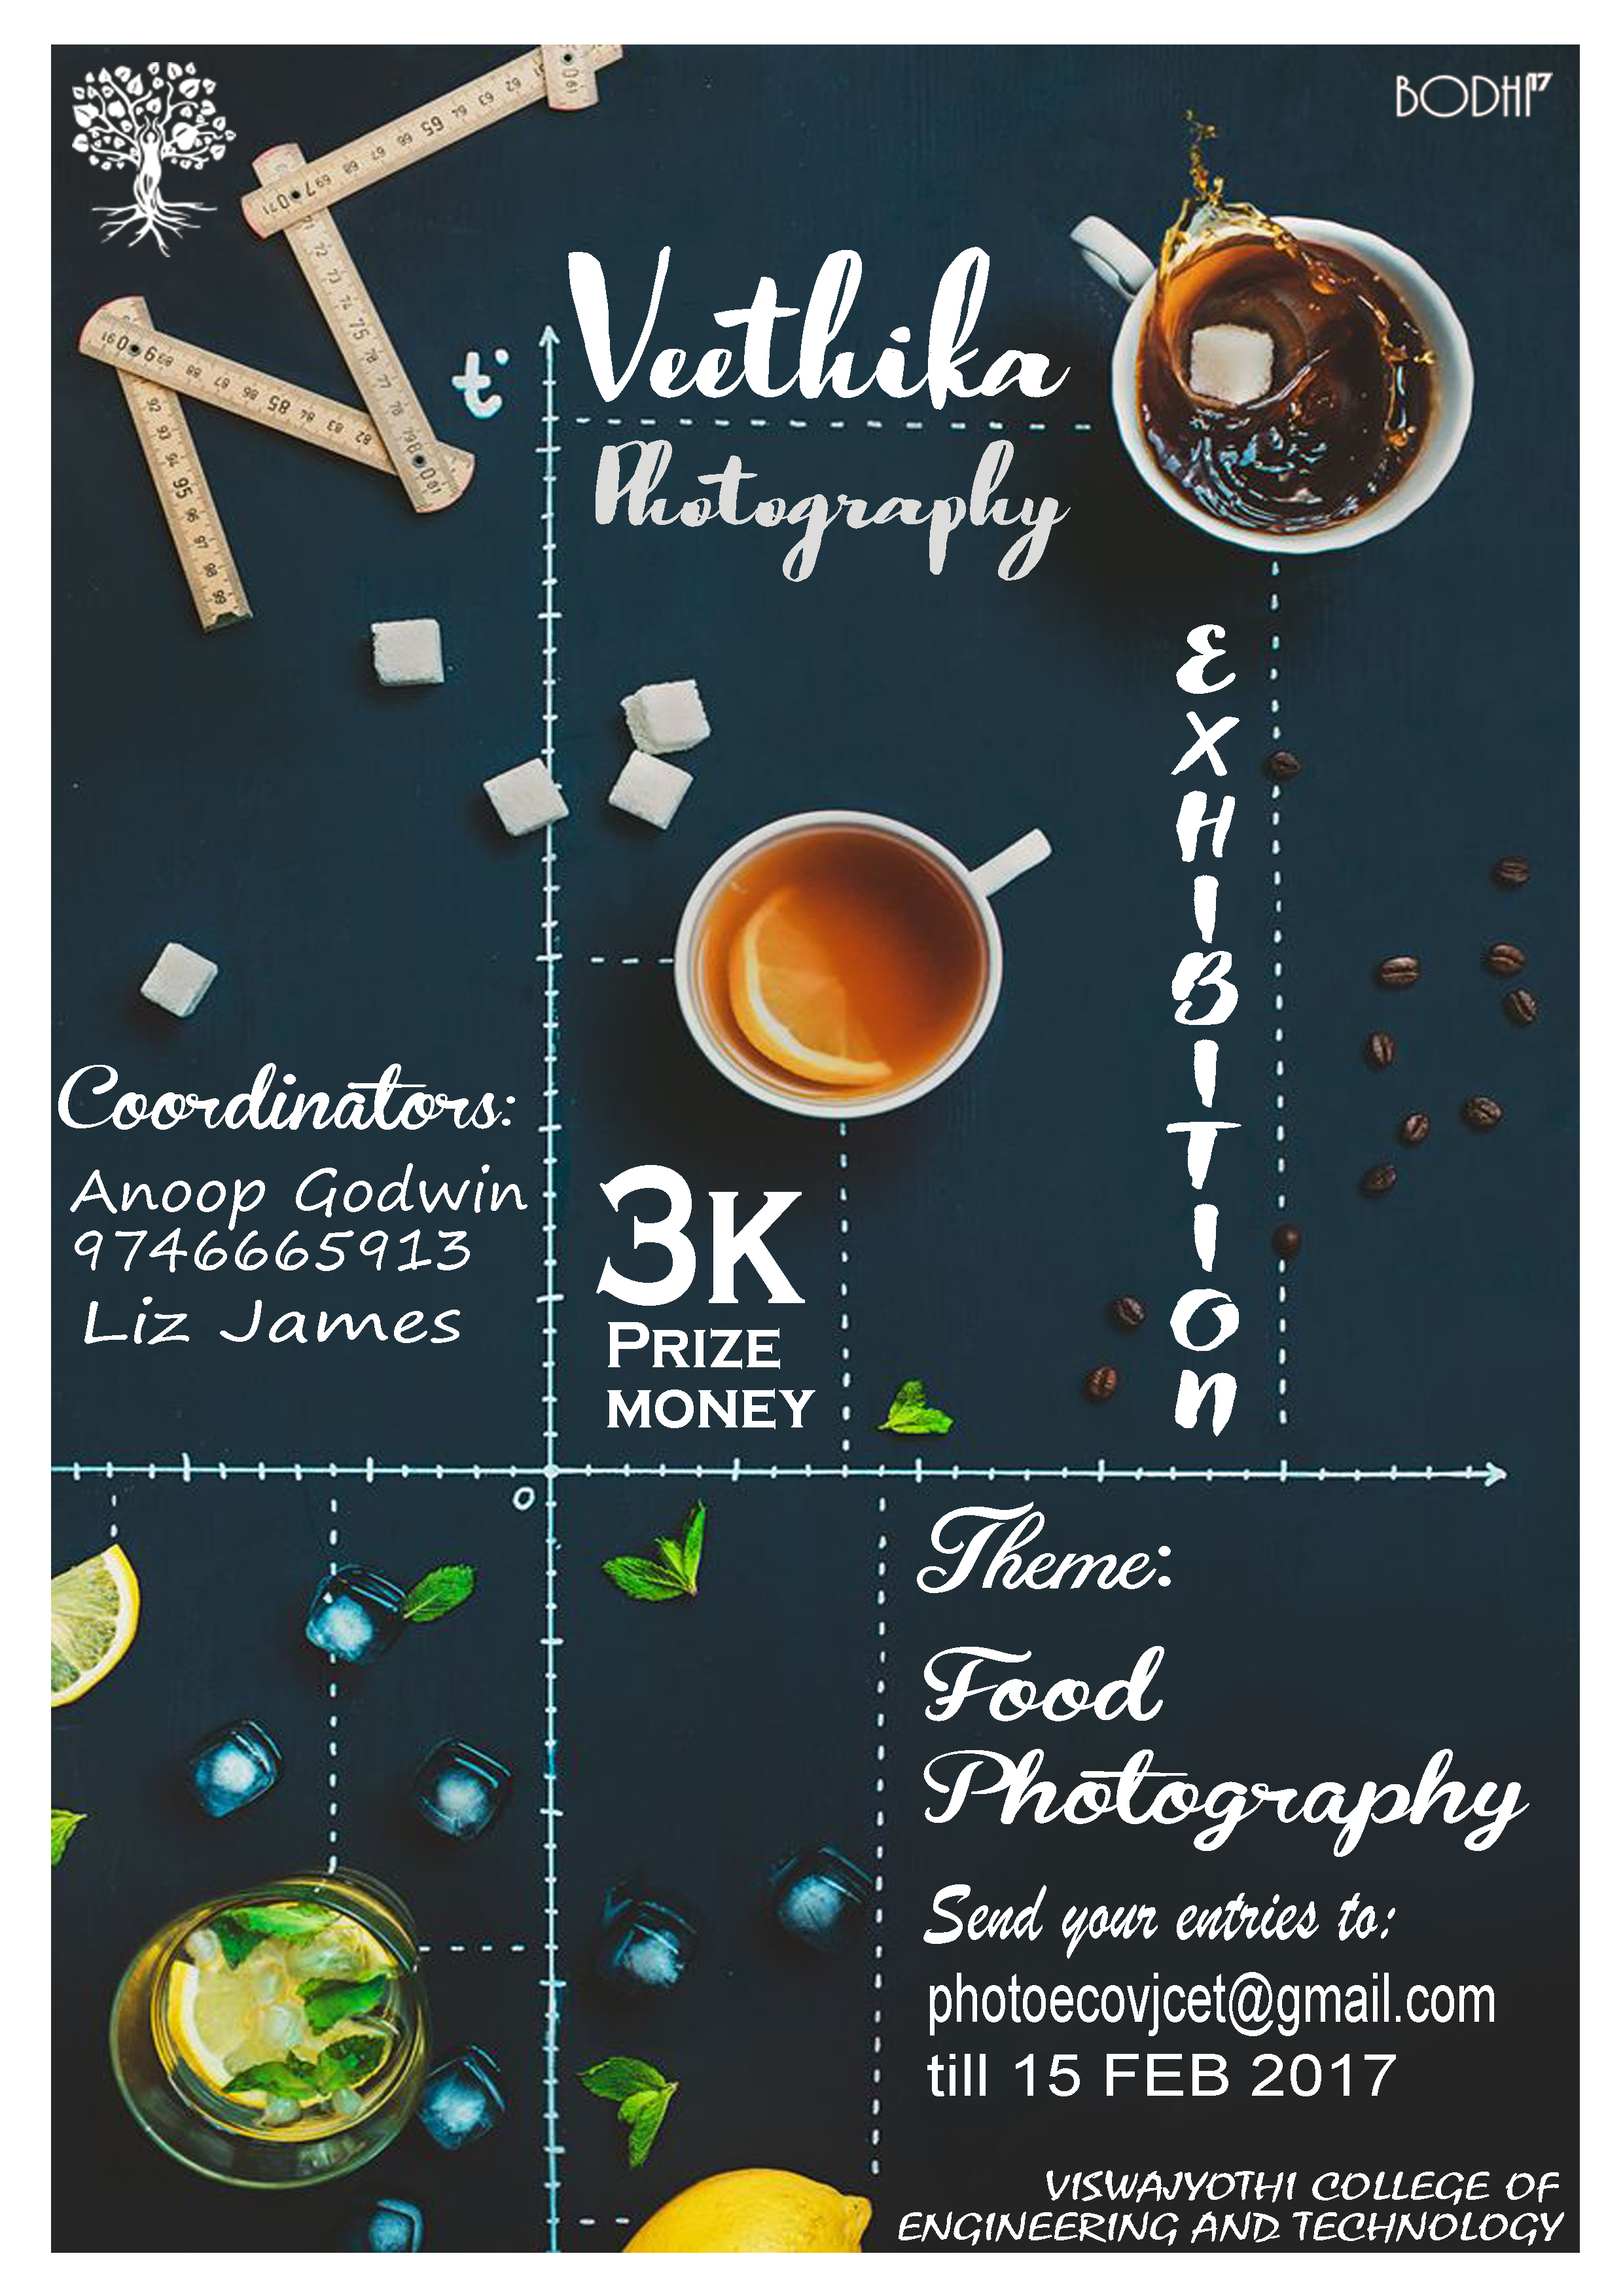 BODHI'17
t°
Veethika
Photography
EXHIBITION
Coordinators:
Anoop Godwin
9746665913
Liz James
3K
PRIZE
MONEY
0
Theme:
Food
Photography
Send your entries to:
photoecovjcet@gmail.com
till 15 FEB 2017
VISWAJYOTHI COLLEGE OF
ENGINEERING AND TECHNOLOGY